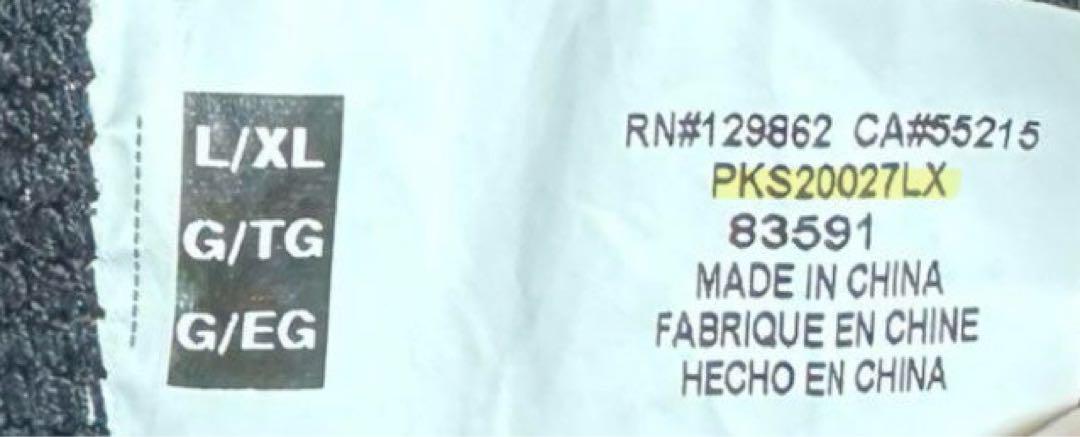 L/XL
G/TG
G/EG
RN#129862 CA#55215
PKS20027LX
83591
MADE IN CHINA
FABRIQUE EN CHINE
HECHO EN CHINA